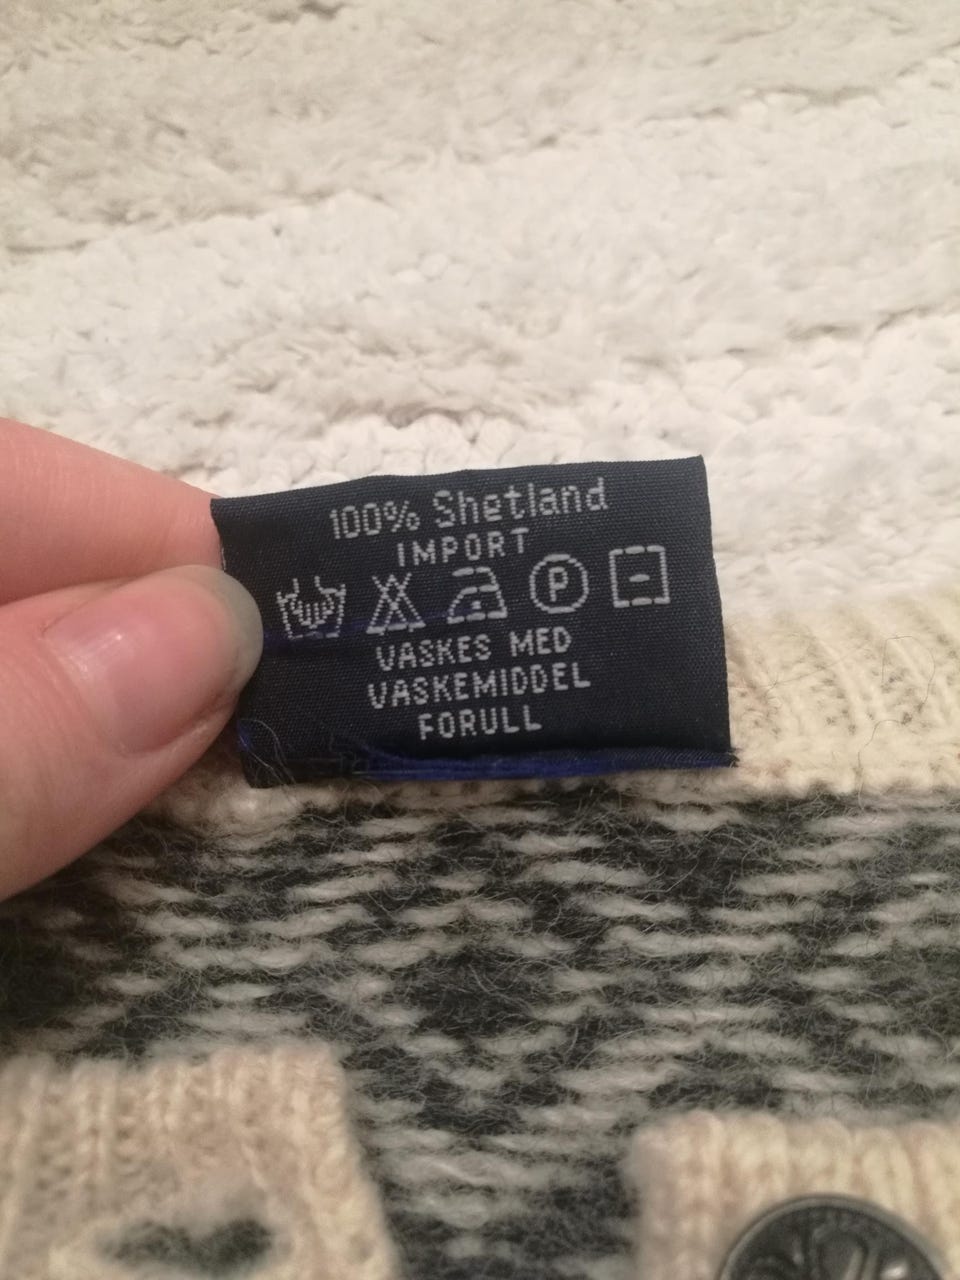 100% Shetland
IMPORT
P
VASKES MED
VASKEMIDDEL
FORULL